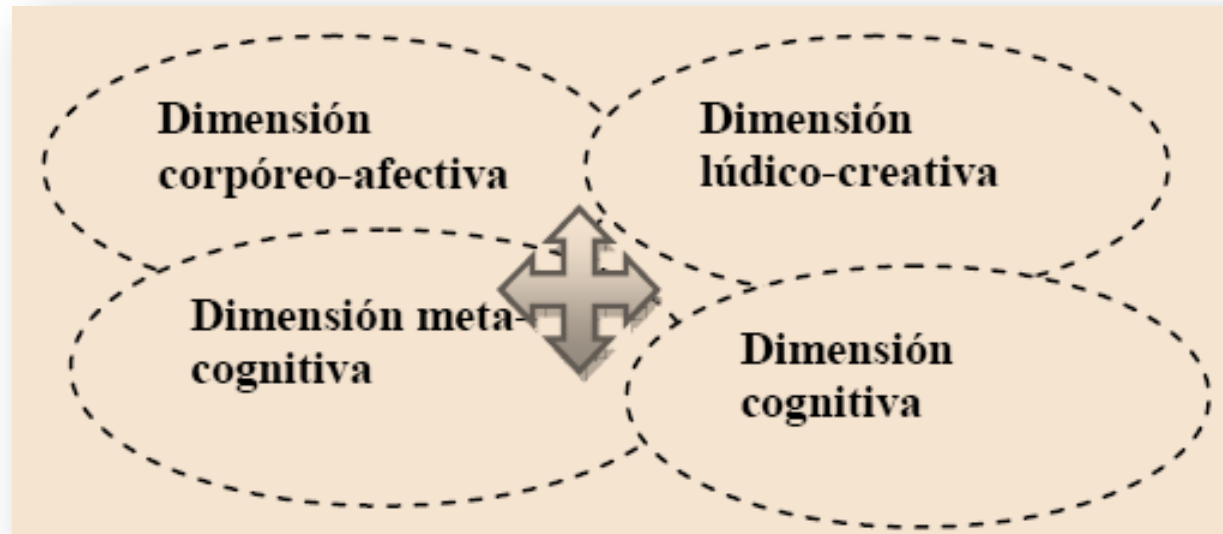 Dimensión
corpóreo-afectiva
Dimensión
lúdico-creativa
Dimensión meta-
cognitiva
Dimensión
cognitiva